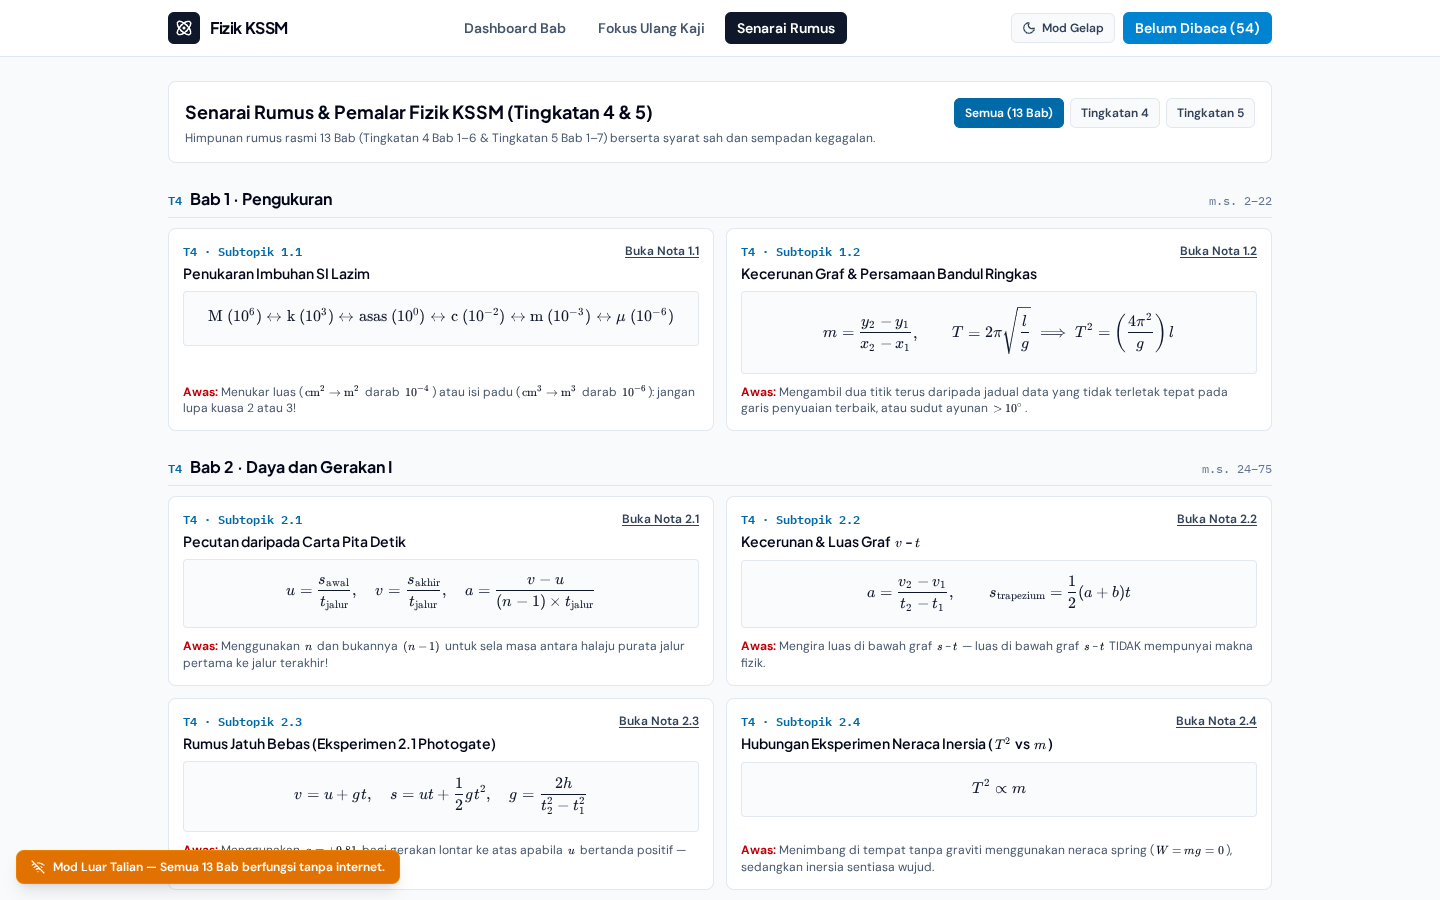 Fizik KSSM
Dashboard Bab
Fokus Ulang Kaji
Senarai Rumus
Mod Gelap
Belum Dibaca (54)
Senarai Rumus & Pemalar Fizik KSSM (Tingkatan 4 & 5)
Himpunan rumus rasmi 13 Bab (Tingkatan 4 Bab 1–6 & Tingkatan 5 Bab 1–7) berserta syarat sah dan sempadan kegagalan.
Semua (13 Bab)
Tingkatan 4
Tingkatan 5
T4 Bab 1 · Pengukuran
m.s. 2–22
T4 · Subtopik 1.1
Buka Nota 1.1
Penukaran Imbuhan SI Lazim
M (10⁶) ↔ k (10³) ↔ asas (10⁰) ↔ c (10⁻²) ↔ m (10⁻³) ↔ μ (10⁻⁶)
Awas: Menukar luas (cm² → m² darab 10⁻⁴) atau isi padu (cm³ → m³ darab 10⁻⁶): jangan
lupa kuasa 2 atau 3!
T4 · Subtopik 1.2
Buka Nota 1.2
Kecerunan Graf & Persamaan Bandul Ringkas
m = (y₂ − y₁)/(x₂ − x₁), T = 2π√(l/g) ⟹ T² = (4π²/g) l
Awas: Mengambil dua titik terus daripada jadual data yang tidak terletak tepat pada
garis penyuaian terbaik, atau sudut ayunan > 10°.
T4 Bab 2 · Daya dan Gerakan I
m.s. 24–75
T4 · Subtopik 2.1
Buka Nota 2.1
Pecutan daripada Carta Pita Detik
u = s_awal/t_jalur, v = s_akhir/t_jalur, a = (v − u)/((n − 1) × t_jalur)
Awas: Menggunakan n dan bukannya (n − 1) untuk sela masa antara halaju purata jalur
pertama ke jalur terakhir!
T4 · Subtopik 2.2
Buka Nota 2.2
Kecerunan & Luas Graf v - t
a = (v₂ − v₁)/(t₂ − t₁), s_trapezium = 1/2 (a + b)t
Awas: Mengira luas di bawah graf s - t — luas di bawah graf s - t TIDAK mempunyai makna
fizik.
T4 · Subtopik 2.3
Buka Nota 2.3
Rumus Jatuh Bebas (Eksperimen 2.1 Photogate)
v = u + gt, s = ut + 1/2 gt², g = 2h/(t₂² − t₁²)
bagi gerakan lontar ke atas apabila u bertanda positif —
T4 · Subtopik 2.4
Buka Nota 2.4
Hubungan Eksperimen Neraca Inersia (T² vs m)
T² ∝ m
Awas: Menimbang di tempat tanpa graviti menggunakan neraca spring (W = mg = 0),
sedangkan inersia sentiasa wujud.
Mod Luar Talian — Semua 13 Bab berfungsi tanpa internet.